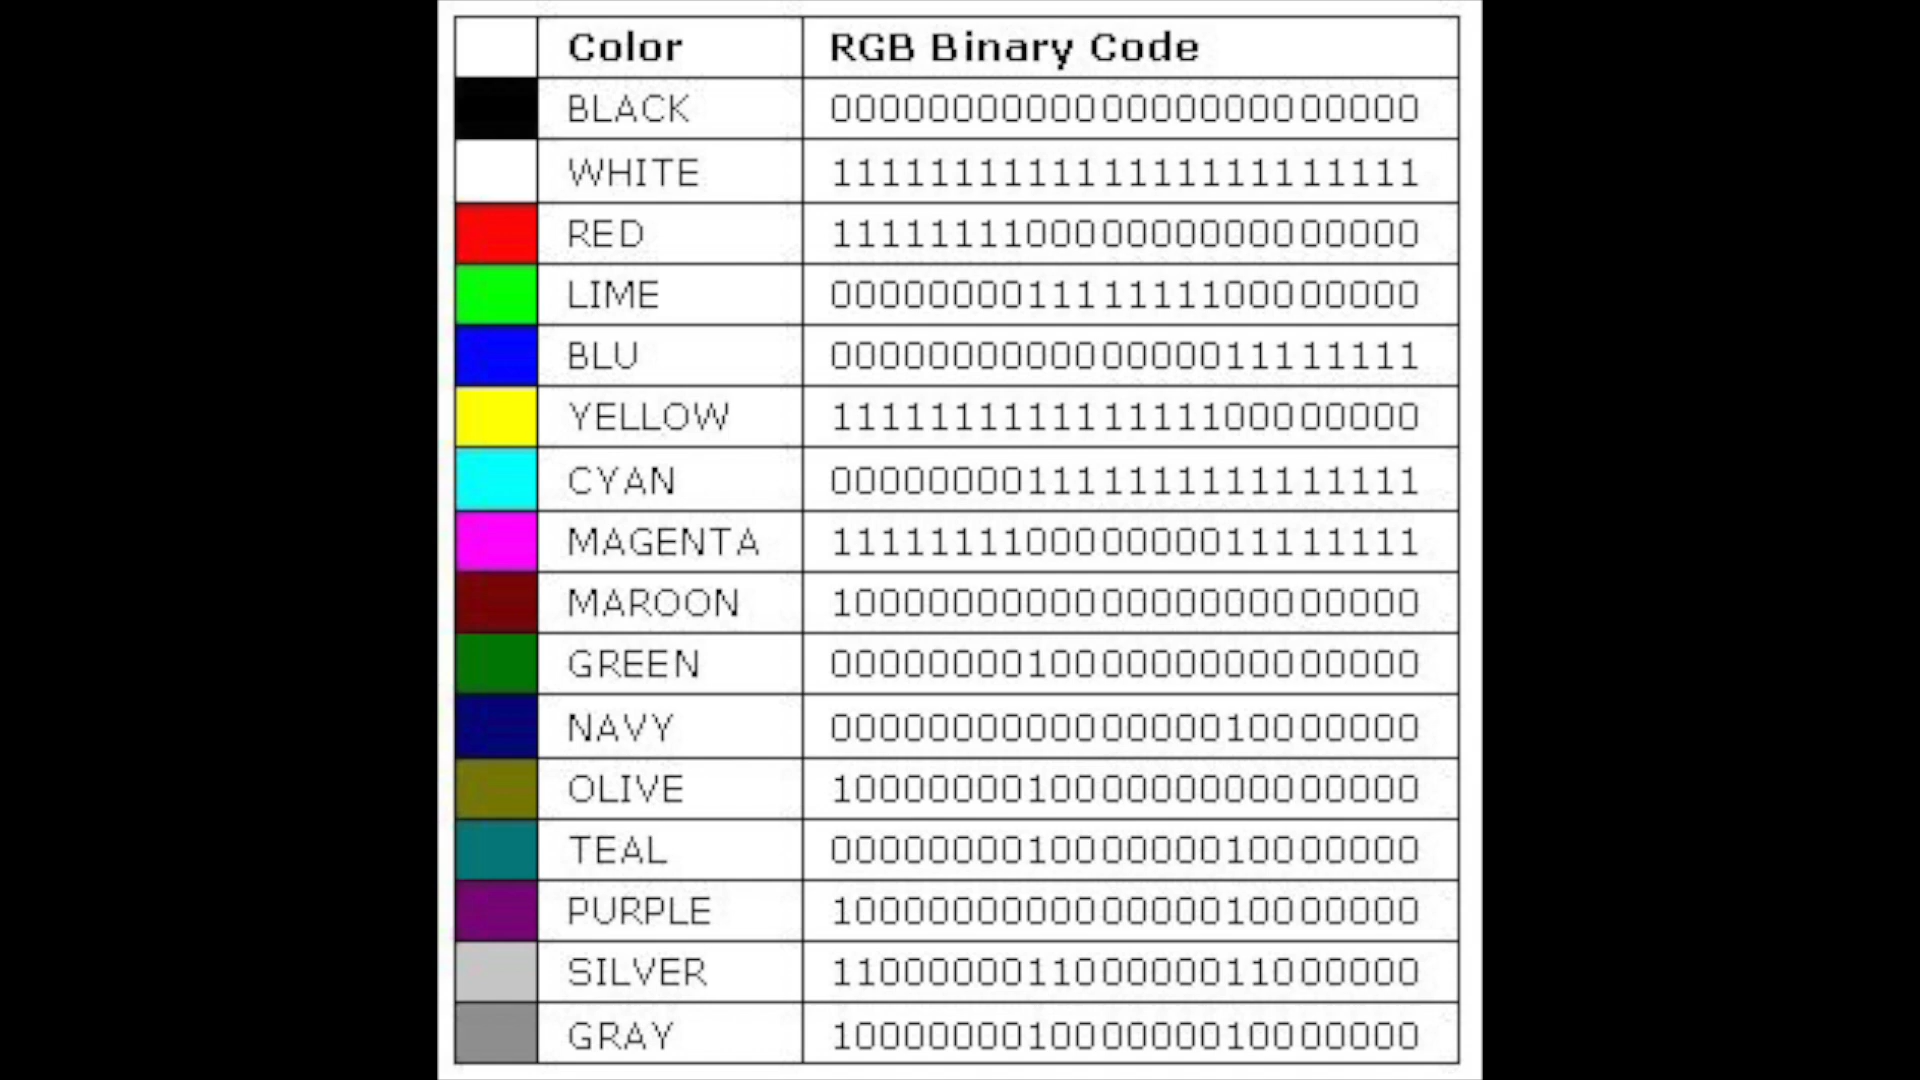 Color RGB Binary Code
BLACK 000000000000000000000000
WHITE 111111111111111111111111
RED 111111110000000000000000
LIME 000000001111111100000000
BLU 000000000000000011111111
YELLOW 111111111111111100000000
CYAN 000000001111111111111111
MAGENTA 111111110000000011111111
MAROON 100000000000000000000000
GREEN 000000001000000000000000
NAVY 000000000000000010000000
OLIVE 100000001000000000000000
TEAL 000000001000000010000000
PURPLE 100000000000000010000000
SILVER 110000001100000011000000
GRAY 100000001000000010000000